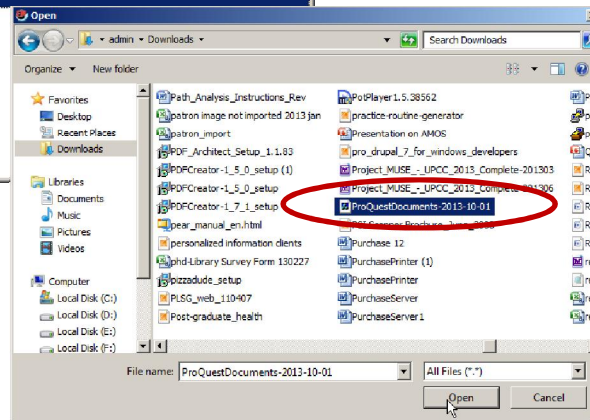 Open
admin ▾ Downloads ▾
Search Downloads
Organize ▾ New folder
Favorites
Desktop
Recent Places
Downloads
Libraries
Documents
Music
Pictures
Videos
Computer
Local Disk (C:)
Local Disk (D:)
Local Disk (E:)
Local Disk (F:)
Path_Analysis_Instructions_Rev
patron image not imported 2013 jan
patron_import
PDF_Architect_Setup_1.1.83
PDFCreator-1_5_0_setup (1)
PDFCreator-1_5_0_setup
PDFCreator-1_7_1_setup
pear_manual_en.html
personalized information clients
phd-Library Survey Form 130227
pizzadude_setup
PLSG_web_110407
Post-graduate_health
PotPlayer1.5.38562
practice-routine-generator
Presentation on AMOS
pro_drupal_7_for_windows_developers
Project_MUSE_-_UPCC_2013_Complete-201303
Project_MUSE_-_UPCC_2013_Complete-201306
ProQuestDocuments-2013-10-01
Purchase 12
PurchasePrinter (1)
PurchasePrinter
PurchaseServer
PurchaseServer1
File name: ProQuestDocuments-2013-10-01
All Files (*.*)
Open
Cancel